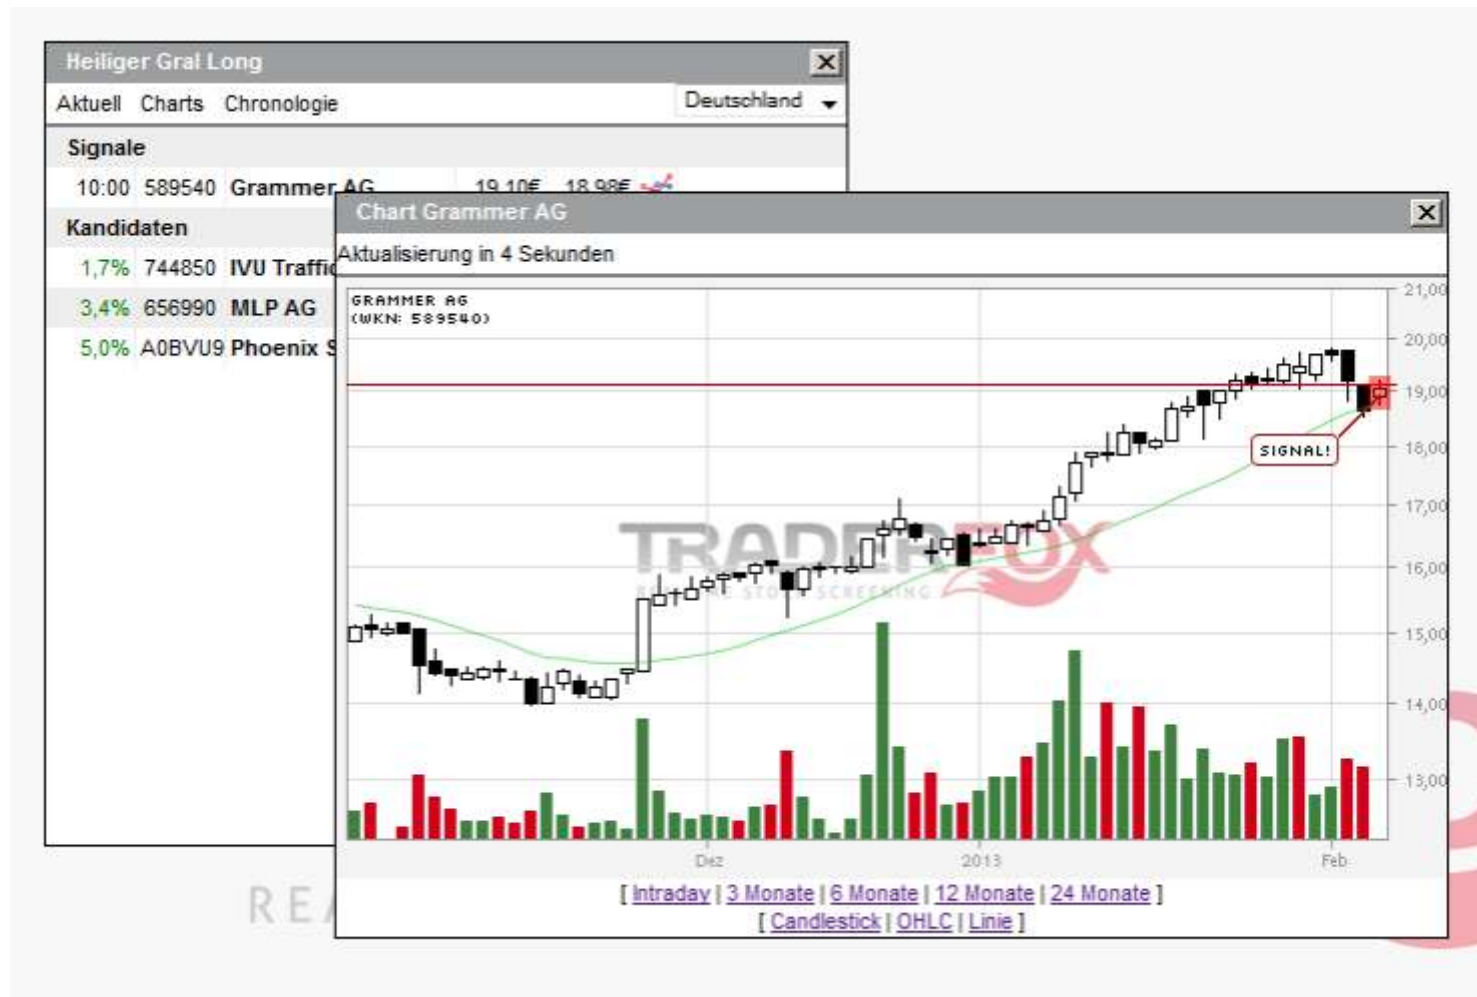 Heiliger Gral Long
Aktuell Charts Chronologie Deutschland
Signale
10:00 589540 Grammer AG 19,10€ 18,98€
Kandidaten
1,7% 744850 IVU Traffic
3,4% 656990 MLP AG
5,0% A0BVU9 Phoenix S
Chart Grammer AG
Aktualisierung in 4 Sekunden
GRAMMER AG
(WKN: 589540)
21,00
20,00
19,00
SIGNAL!
18,00
17,00
TRADERFOX
16,00
STOCK SCREENING
15,00
14,00
13,00
Dez 2013 Feb
[ Intraday | 3 Monate | 6 Monate | 12 Monate | 24 Monate ]
[ Candlestick | OHLC | Linie ]